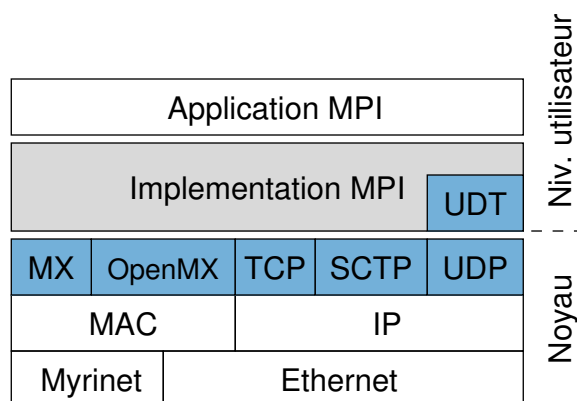 Application MPI
Implementation MPI
UDT
MX OpenMX TCP SCTP UDP
MAC IP
Myrinet Ethernet
Niv. utilisateur
Noyau